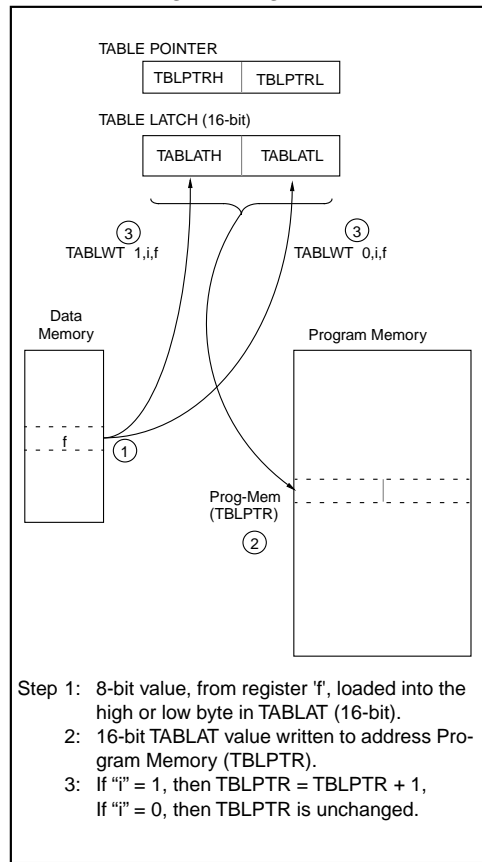 TABLE POINTER
TBLPTRH TBLPTRL
TABLE LATCH (16-bit)
TABLATH TABLATL
3
TABLWT 1,i,f
3
TABLWT 0,i,f
Data
Memory
Program Memory
f
1
Prog-Mem
(TBLPTR)
2
Step 1: 8-bit value, from register 'f', loaded into the
high or low byte in TABLAT (16-bit).
2: 16-bit TABLAT value written to address Pro-
gram Memory (TBLPTR).
3: If “i” = 1, then TBLPTR = TBLPTR + 1,
If “i” = 0, then TBLPTR is unchanged.